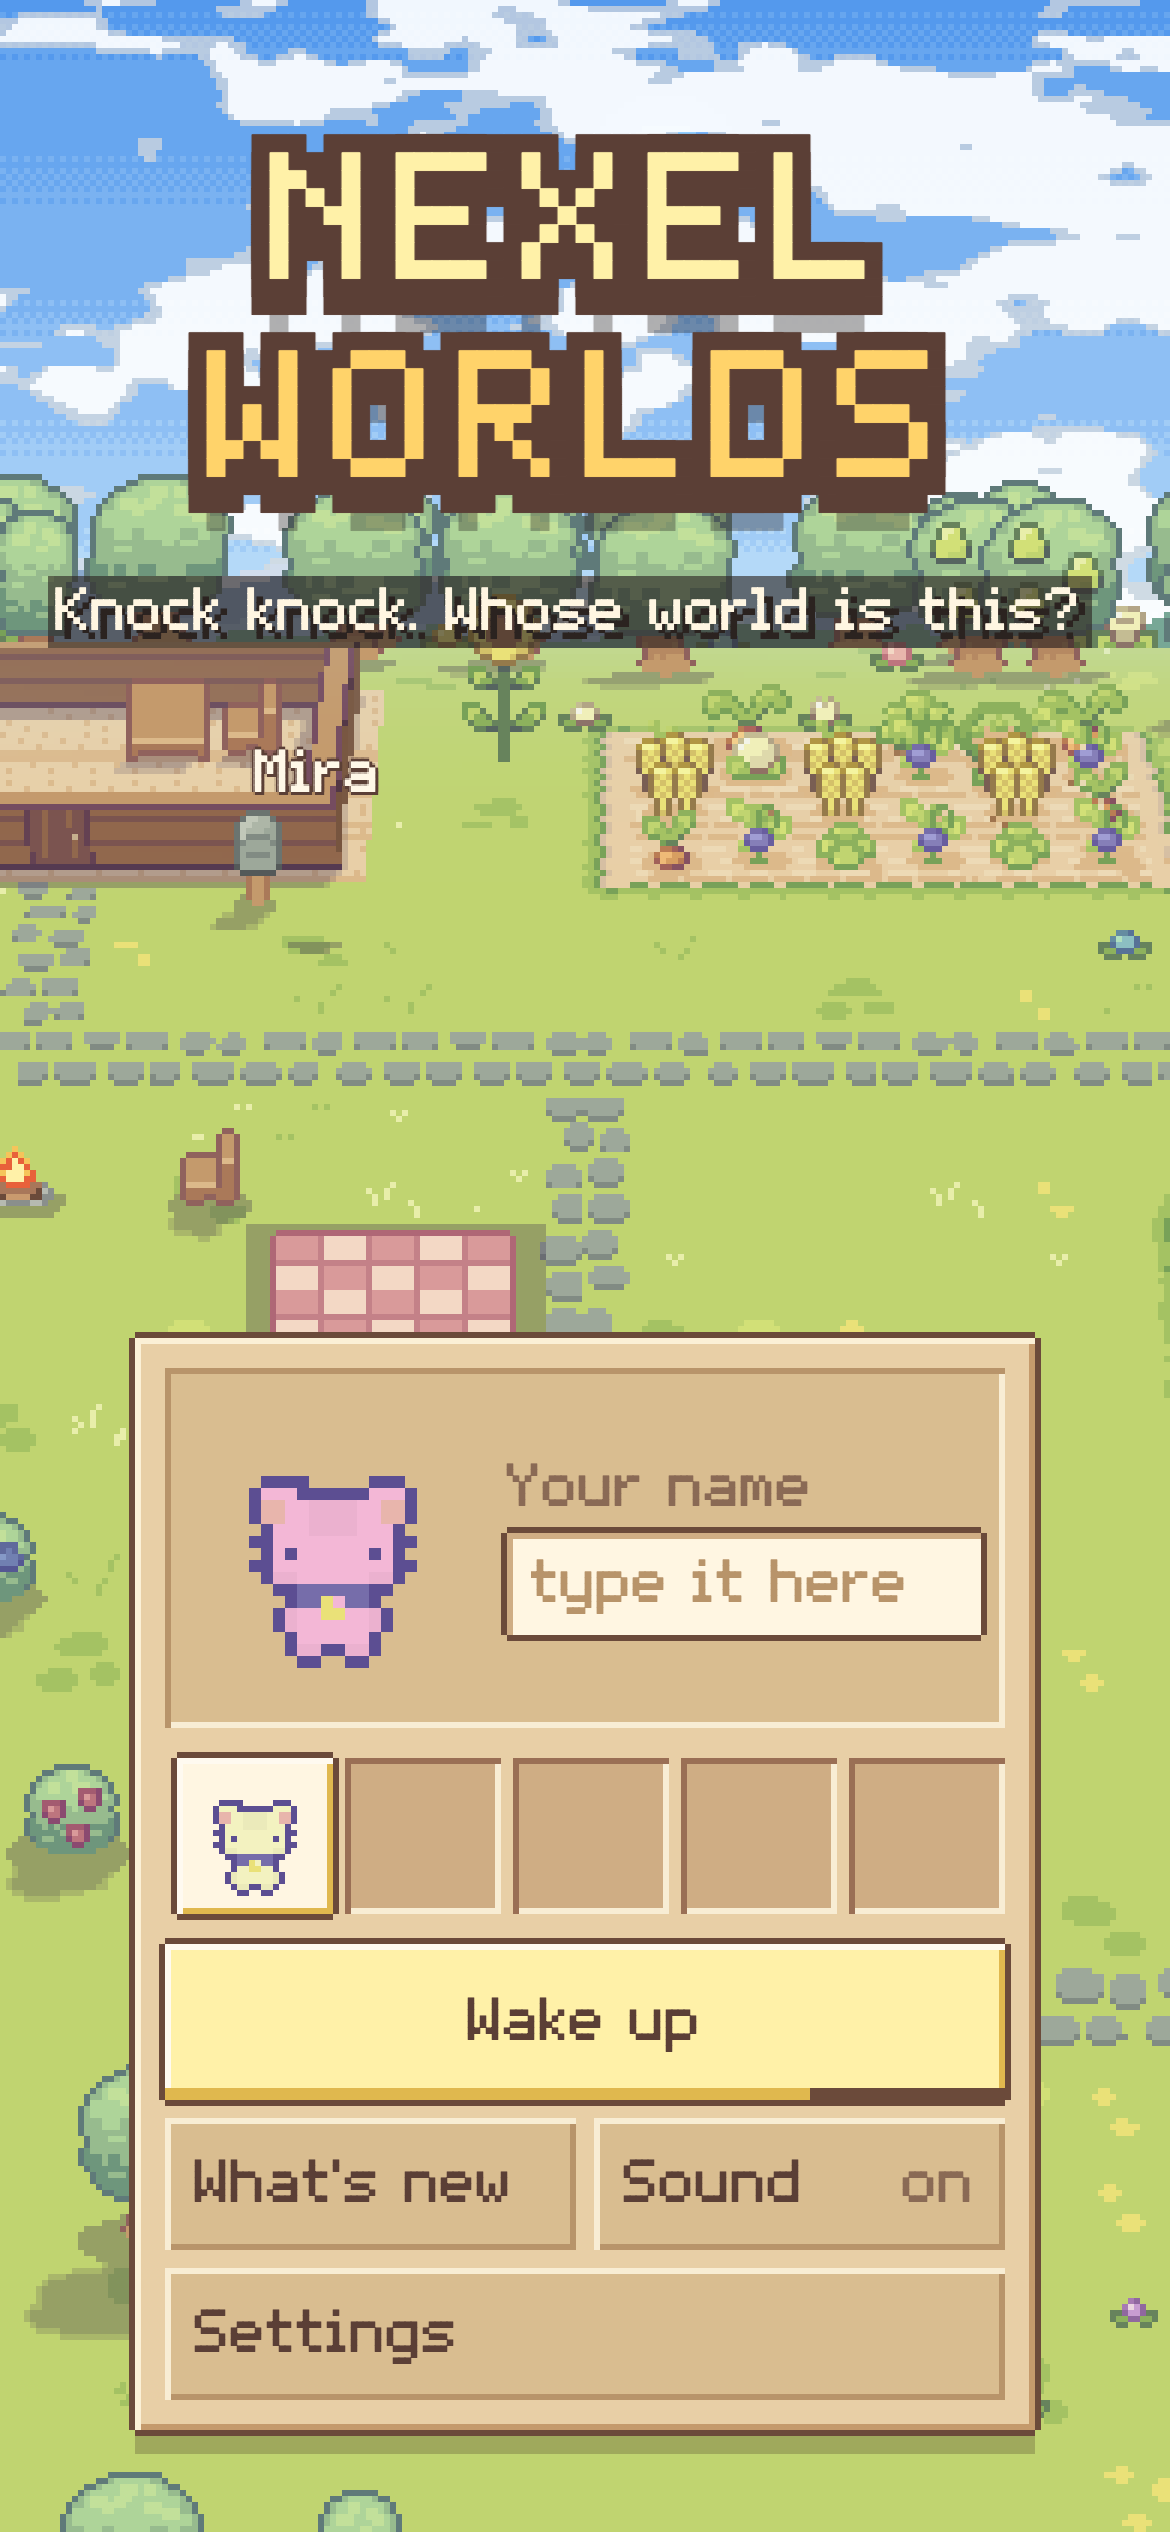 NEXEL
WORLDS
Knock knock. Whose world is this?
Mira
Your name
type it here
Wake up
What's new
Sound on
Settings